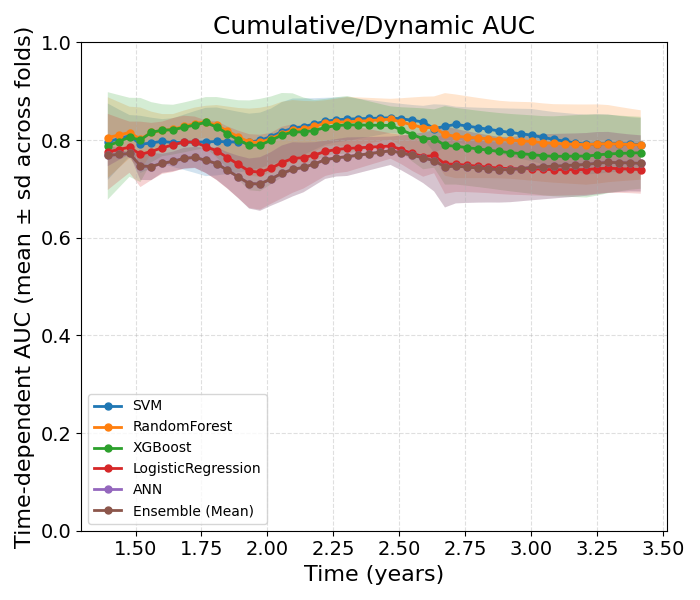 Cumulative/Dynamic AUC
Time-dependent AUC (mean ± sd across folds)
1.0
0.8
0.6
0.4
0.2
0.0
SVM
RandomForest
XGBoost
LogisticRegression
ANN
Ensemble (Mean)
1.50 1.75 2.00 2.25 2.50 2.75 3.00 3.25 3.50
Time (years)